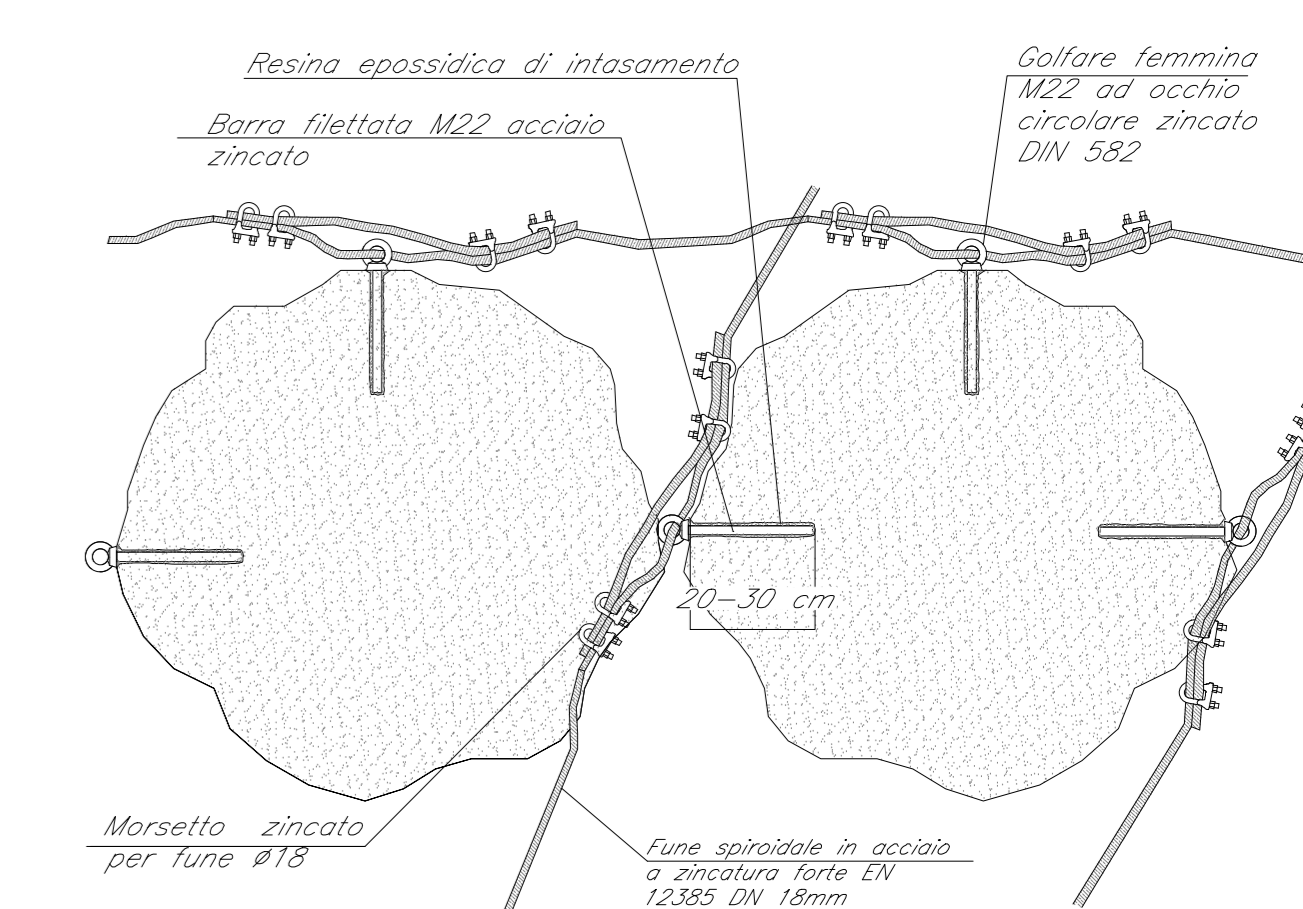 Resina epossidica di intasamento
Barra filettata M22 acciaio
zincato
Golfare femmina
M22 ad occhio
circolare zincato
DIN 582
20-30 cm
Morsetto zincato
per fune ø18
Fune spiroidale in acciaio
a zincatura forte EN
12385 DN 18mm